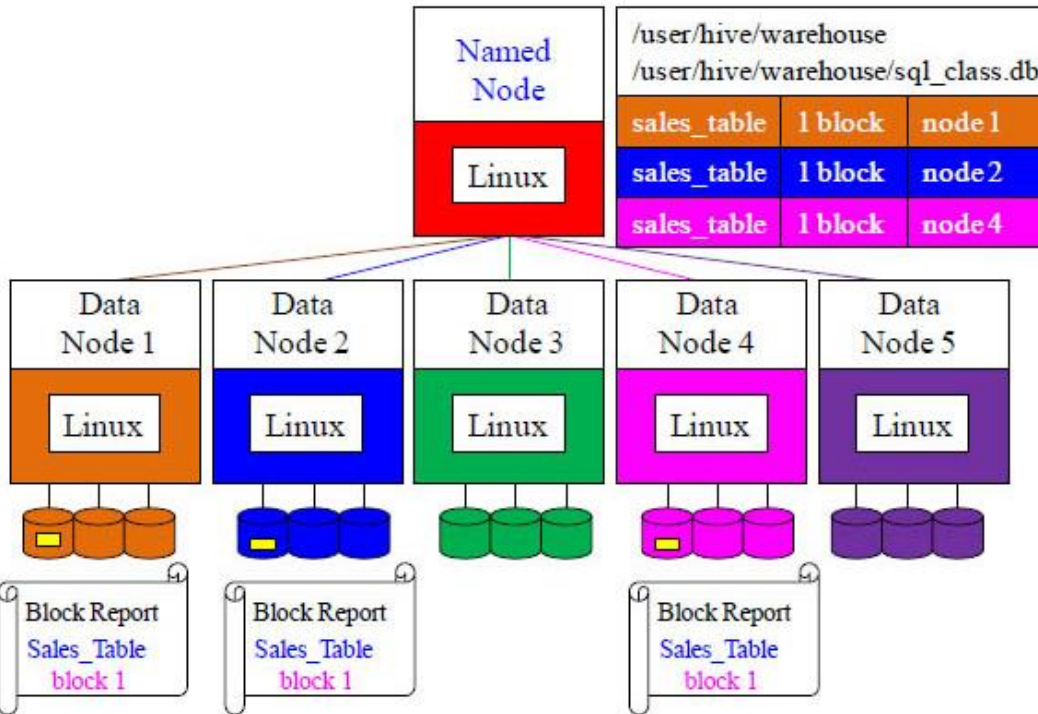 Named
Node
Linux
/user/hive/warehouse
/user/hive/warehouse/sql_class.db
sales_table 1 block node 1
sales_table 1 block node 2
sales_table 1 block node 4
Data
Node 1
Linux
Data
Node 2
Linux
Data
Node 3
Linux
Data
Node 4
Linux
Data
Node 5
Linux
Block Report
Sales_Table
block 1
Block Report
Sales_Table
block 1
Block Report
Sales_Table
block 1